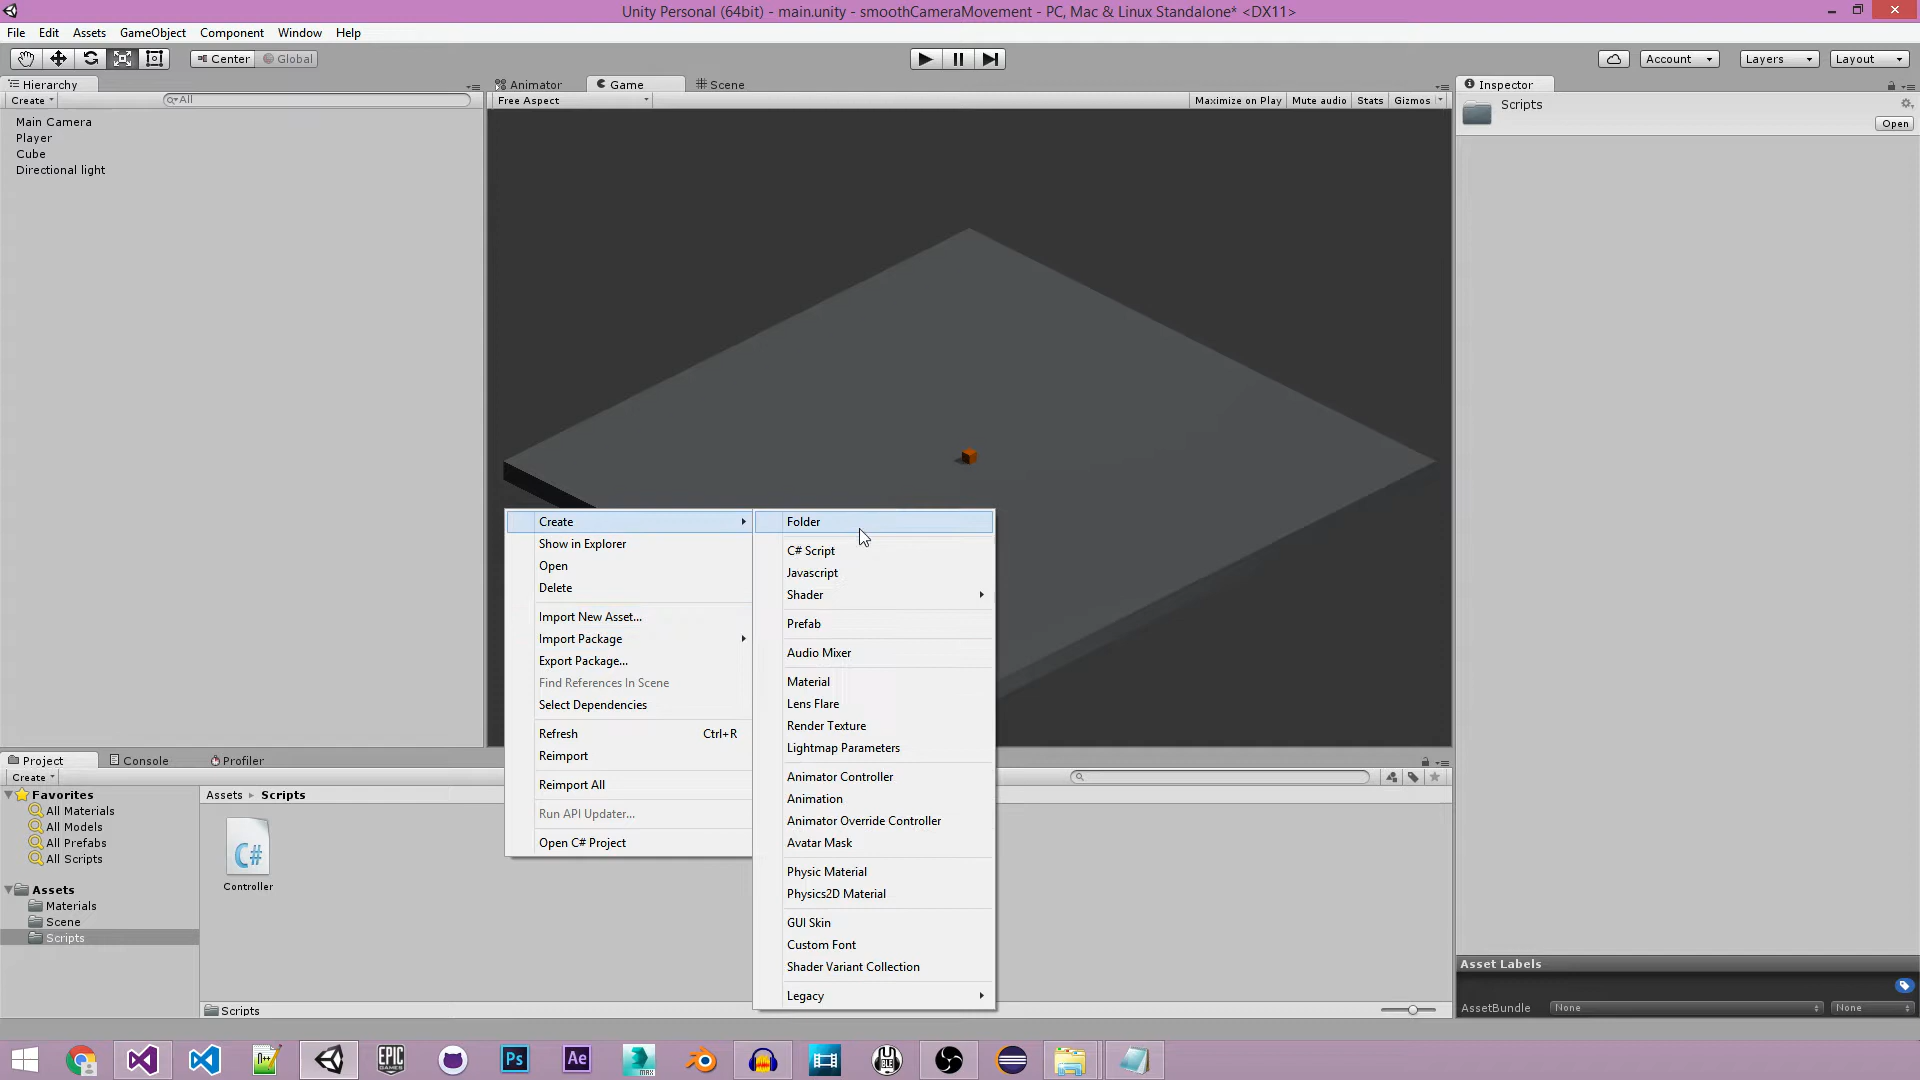 Unity Personal (64bit) - main.unity - smoothCameraMovement - PC, Mac & Linux Standalone* <DX11>
File Edit Assets GameObject Component Window Help
Center Global Account Layers Layout
Hierarchy Animator Game Scene Inspector
Create All Free Aspect Maximize on Play Mute audio Stats Gizmos Scripts
Open
Main Camera
Player
Cube
Directional light
Create
Show in Explorer
Open
Delete
Import New Asset...
Import Package
Export Package...
Find References In Scene
Select Dependencies
Refresh Ctrl+R
Reimport
Reimport All
Run API Updater...
Open C# Project
Folder
C# Script
Javascript
Shader
Prefab
Audio Mixer
Material
Lens Flare
Render Texture
Lightmap Parameters
Animator Controller
Animation
Animator Override Controller
Avatar Mask
Physic Material
Physics2D Material
GUI Skin
Custom Font
Shader Variant Collection
Legacy
Project Console Profiler
Create
Favorites
All Materials
All Models
All Prefabs
All Scripts
Assets
Materials
Scene
Scripts
Assets Scripts
C#
Controller
Scripts
Asset Labels
AssetBundle None None
n++
EPIC GAMES
Ps
Ae
MAX